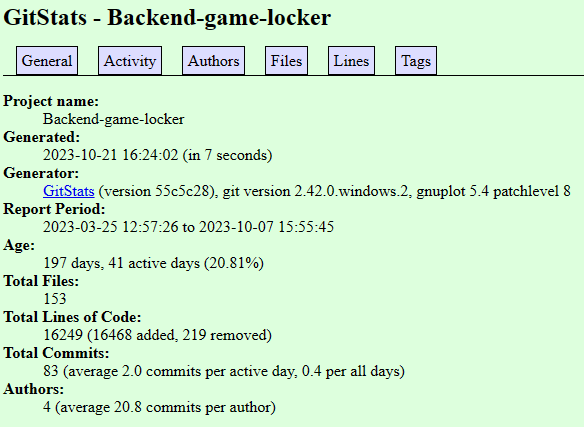 GitStats - Backend-game-locker
General Activity Authors Files Lines Tags
Project name:
Backend-game-locker
Generated:
2023-10-21 16:24:02 (in 7 seconds)
Generator:
GitStats (version 55c5c28), git version 2.42.0.windows.2, gnuplot 5.4 patchlevel 8
Report Period:
2023-03-25 12:57:26 to 2023-10-07 15:55:45
Age:
197 days, 41 active days (20.81%)
Total Files:
153
Total Lines of Code:
16249 (16468 added, 219 removed)
Total Commits:
83 (average 2.0 commits per active day, 0.4 per all days)
Authors:
4 (average 20.8 commits per author)